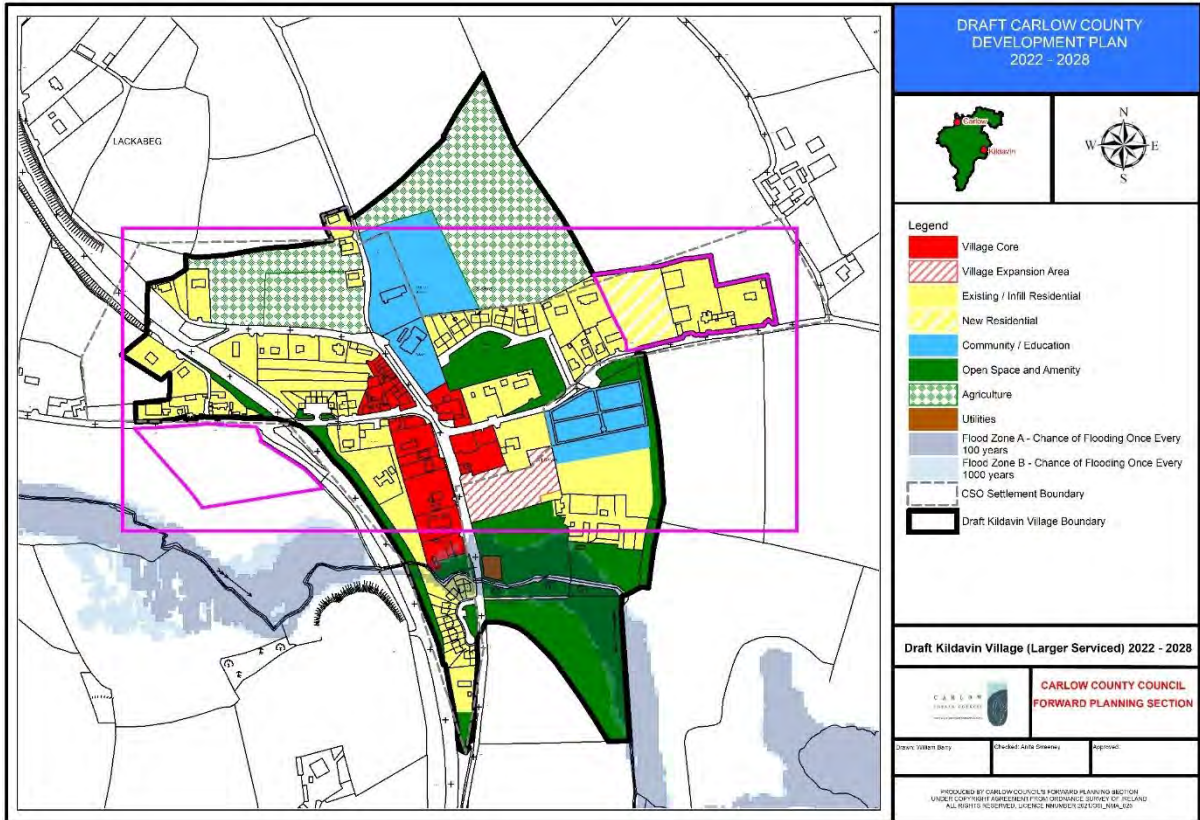 DRAFT CARLOW COUNTY
DEVELOPMENT PLAN
2022 - 2028
Carlow
Kildavin
N
W
E
S
LACKABEG
Legend
Village Core
Village Expansion Area
Existing / Infill Residential
New Residential
Community / Education
Open Space and Amenity
Agriculture
Utilities
Flood Zone A - Chance of Flooding Once Every
100 years
Flood Zone B - Chance of Flooding Once Every
1000 years
CSO Settlement Boundary
Draft Kildavin Village Boundary
Draft Kildavin Village (Larger Serviced) 2022 - 2028
CARLOW
CARLOW COUNTY COUNCIL
FORWARD PLANNING SECTION
Drawn: William Barry
Checked: Anita Sweeney
Approved:
PRODUCED BY CARLOW COUNCIL'S FORWARD PLANNING SECTION
UNDER COPYRIGHT AGREEMENT FROM ORDNANCE SURVEY OF IRELAND
ALL RIGHTS RESERVED, LICENCE